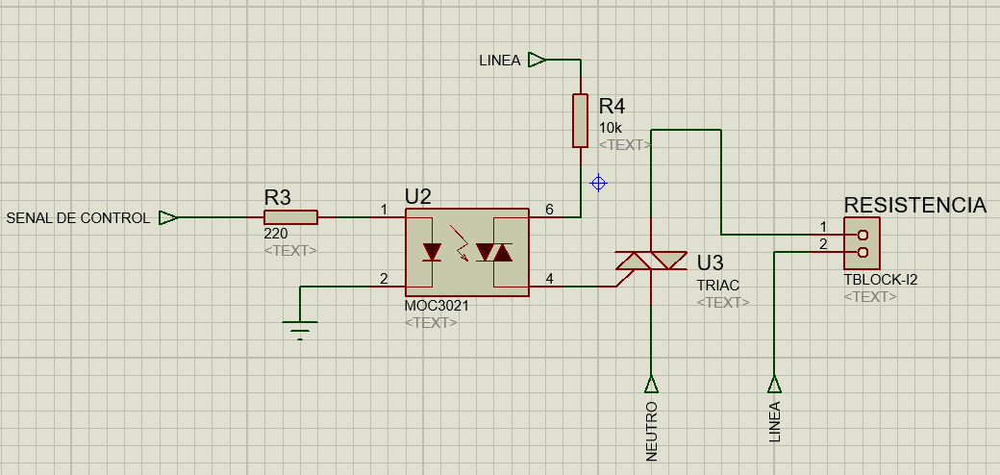 LINEA
R4
10k
<TEXT>
SENAL DE CONTROL
R3
220
<TEXT>
U2
1
2
6
4
MOC3021
<TEXT>
U3
TRIAC
<TEXT>
RESISTENCIA
1
2
TBLOCK-I2
<TEXT>
NEUTRO
LINEA